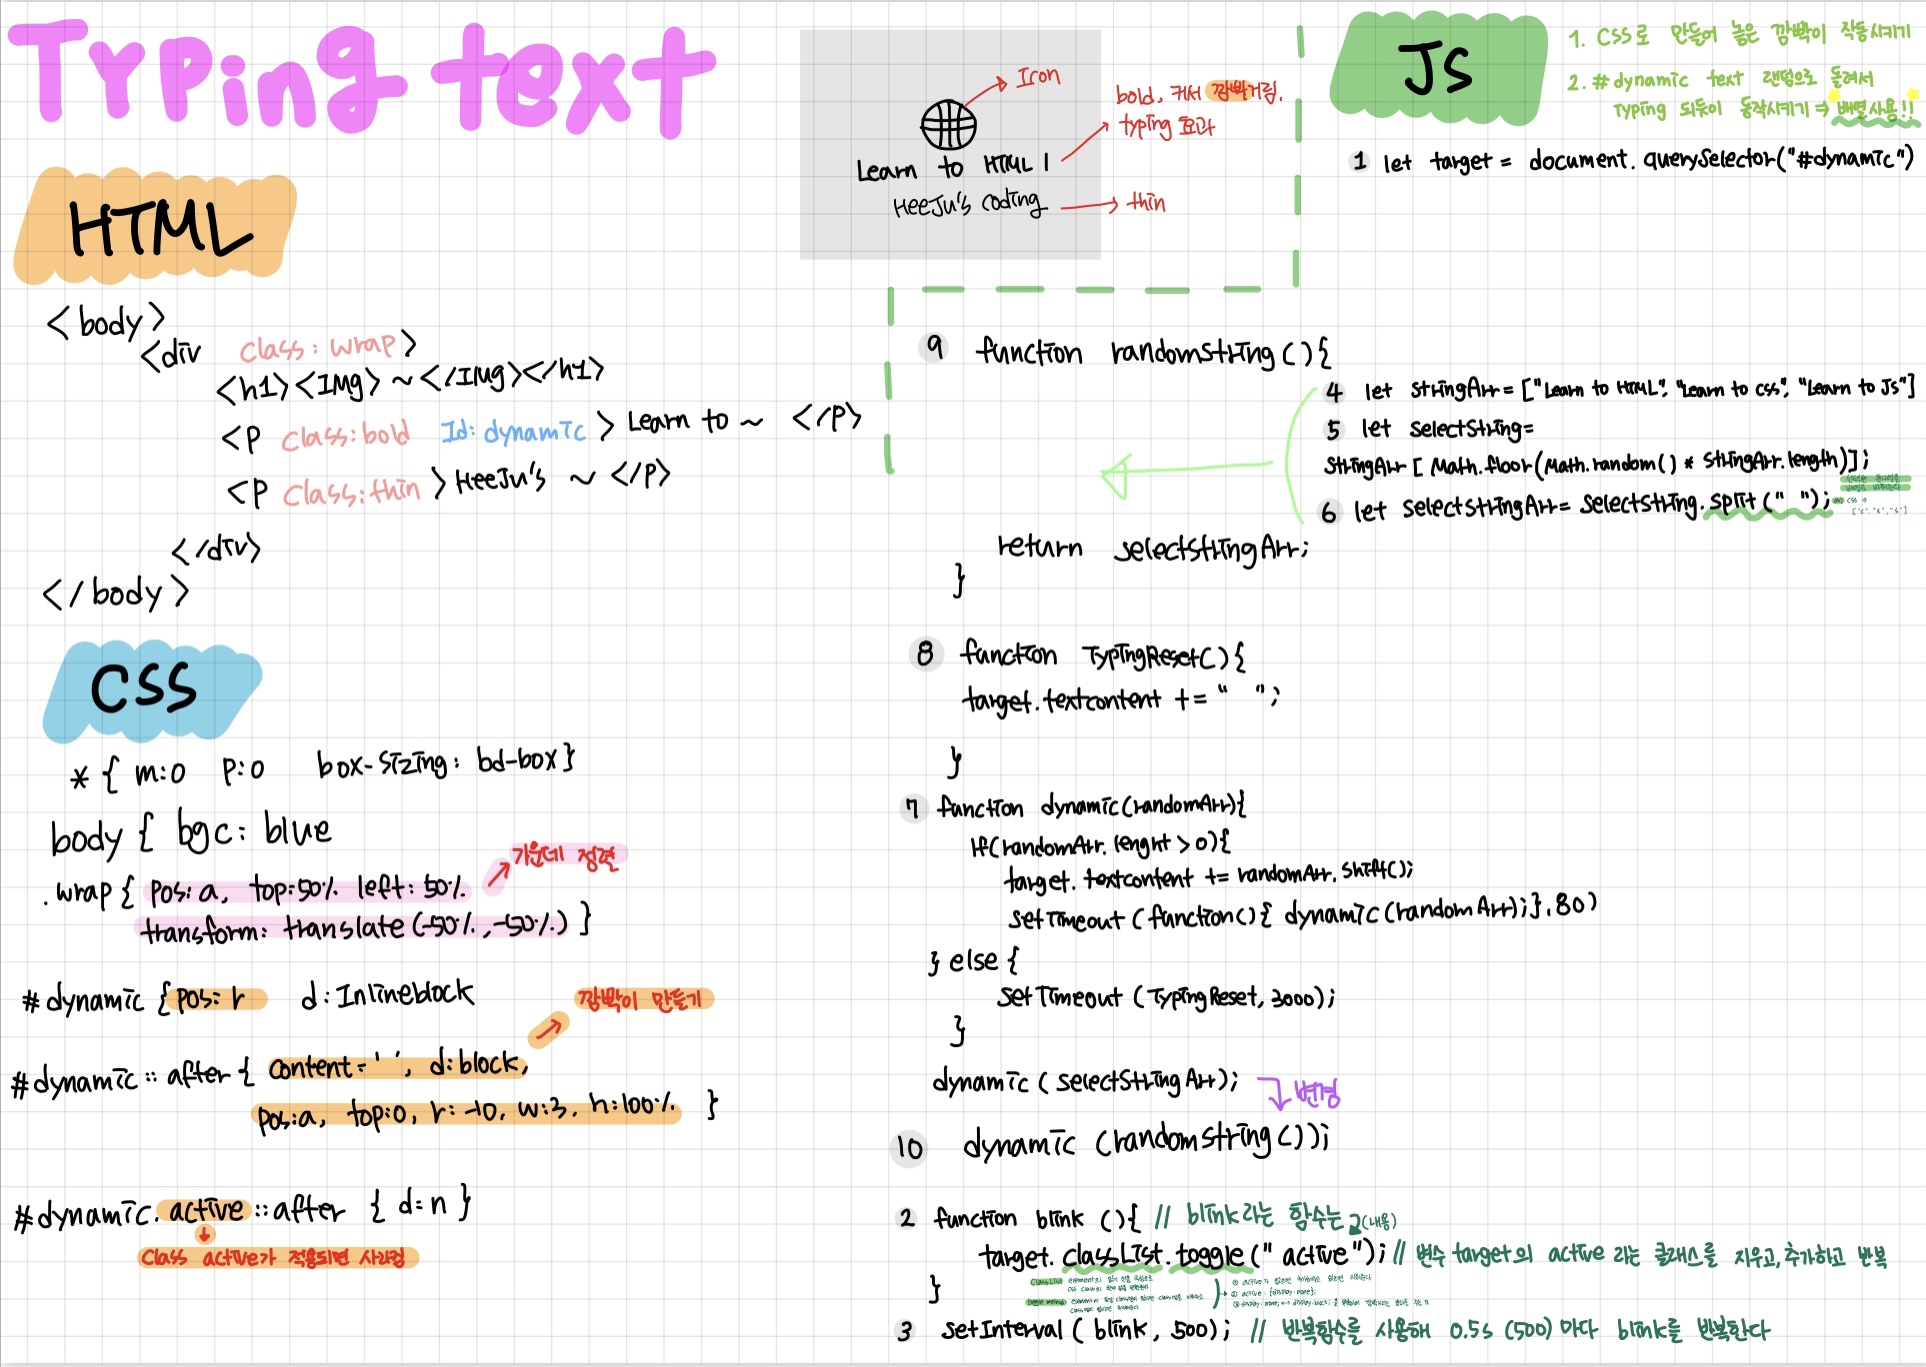 Typing text
Icon
bold, 커서 깜빡거림,
typing 효과
Learn to HTML |
HeeJu's coding
thin
HTML
<body>
<div class: wrap>
<h1><Img> ~ </Img></h1>
<P class:bold Id: dynamic > Learn to ~ </P>
<P class:thin > HeeJu's ~ </P>
</div>
</body>
CSS
* { m:0 P:0 box-sizing: bd-box}
body { bgc: blue
.wrap { pos: a, top:50% left: 50%.
가운데 정렬
transform: translate (-50%, -50%) }
#dynamic {pos: r d: Inlineblock
깜빡이 만들기
#dynamic :: after { content = ' ', d:block,
pos:a, top:0, r: -10, w:3, h:100% }
#dynamic. active ::after { d=n }
Class active가 적용되면 사라짐
JS
1. CSS로 만들어 놓은 깜빡이 작동시키기
2. #dynamic text 랜덤으로 돌려서
Typing 되듯이 동작시키기 ⇒ 배열사용!!
1 let target = document. querySelector("#dynamic")
9 function randomString(){
4 let stringArr = ["Learn to HTML", "Learn to CSS", "Learn to Js"]
5 let selectString=
StringArr [ Math.floor(Math.random() * StringArr.length)];
6 let selectStringArr = selectString. split (" ");
return selectStringArr;
}
8 function TypingReset(){
target.textcontent += " ";
}
7 function dynamic(randomArr){
if(randomArr. lenght > 0){
target. textcontent += randomArr. shift();
SetTimeout (function(){ dynamic (random Arr);}, 80)
} else {
setTimeout (TypingReset, 3000);
}
dynamic (selectStringArr);
변경
10 dynamic (randomString());
2 function blink (){ // blink라는 함수는 2(내용)
target. classList. toggle (" active"); // 변수 target의 active 라는 클래스를 지우고, 추가하고 반복
}
3 setInterval ( blink, 500); // 반복함수를 사용해 0.5s (500) 마다 blink를 반복한다